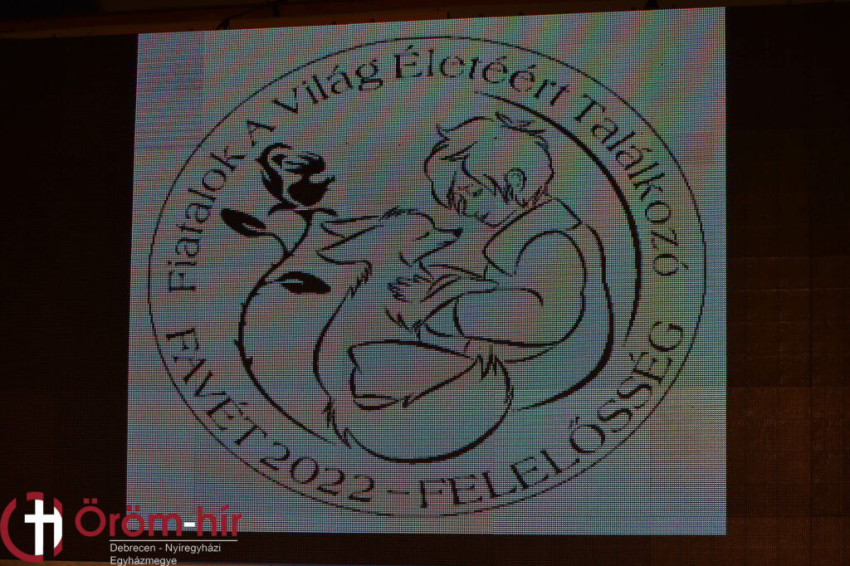 Fiatalok A Világ Életéért Találkozó
FAVÉT 2022 – FELELŐSSÉG
Öröm-hír
Debrecen - Nyíregyházi
Egyházmegye